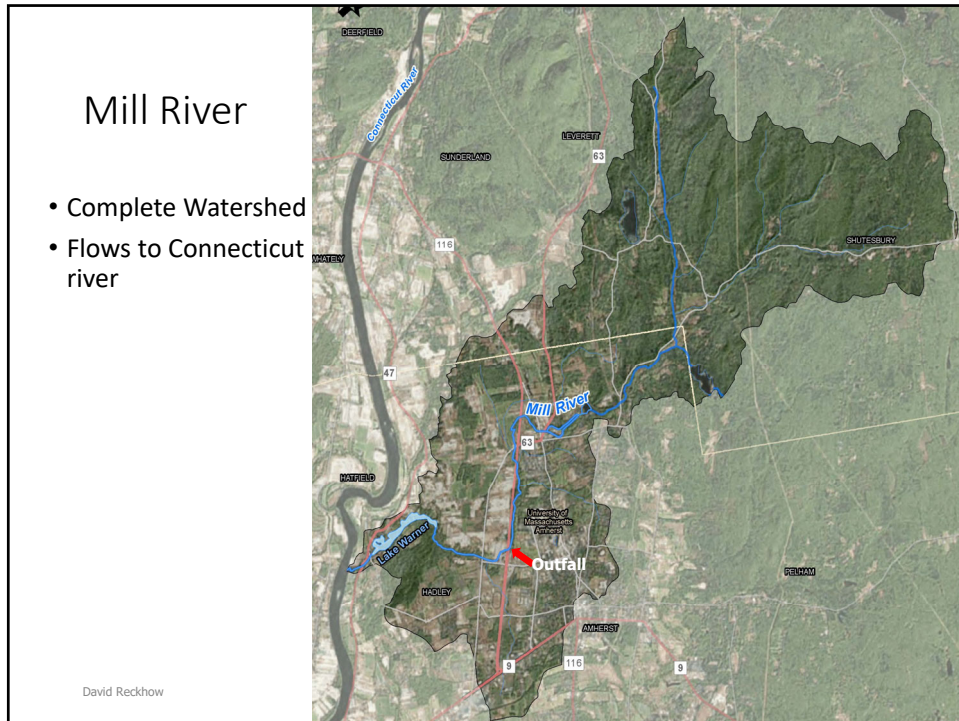 Mill River
• Complete Watershed
• Flows to Connecticut
river
David Reckhow
DEERFIELD
Connecticut River
SUNDERLAND
LEVERETT
63
116
WHATELY
SHUTESBURY
47
Mill River
63
HATFIELD
University of
Massachusetts
Amherst
Lake Warner
Outfall
HADLEY
PELHAM
AMHERST
9
116
9